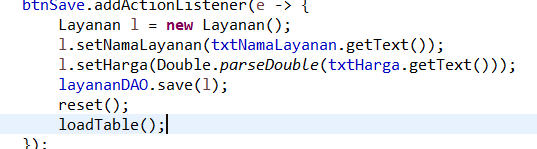 btnSave.addActionListener(e -> {
Layanan l = new Layanan();
l.setNamaLayanan(txtNamaLayanan.getText());
l.setHarga(Double.parseDouble(txtHarga.getText()));
layananDAO.save(l);
reset();
loadTable();
});